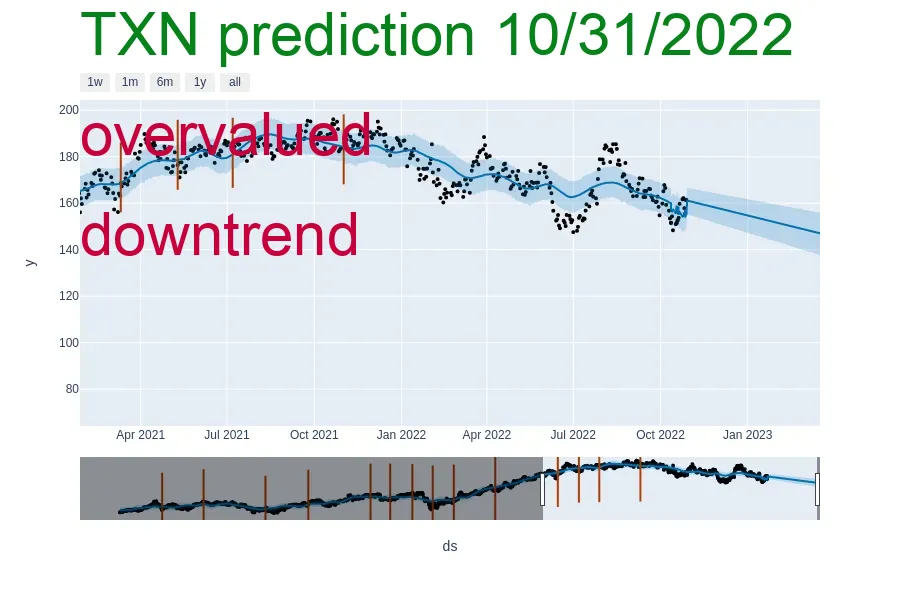 TXN prediction 10/31/2022
1w 1m 6m 1y all
200
overvalued
180
160
downtrend
140
y
120
100
80
Apr 2021 Jul 2021 Oct 2021 Jan 2022 Apr 2022 Jul 2022 Oct 2022 Jan 2023
ds